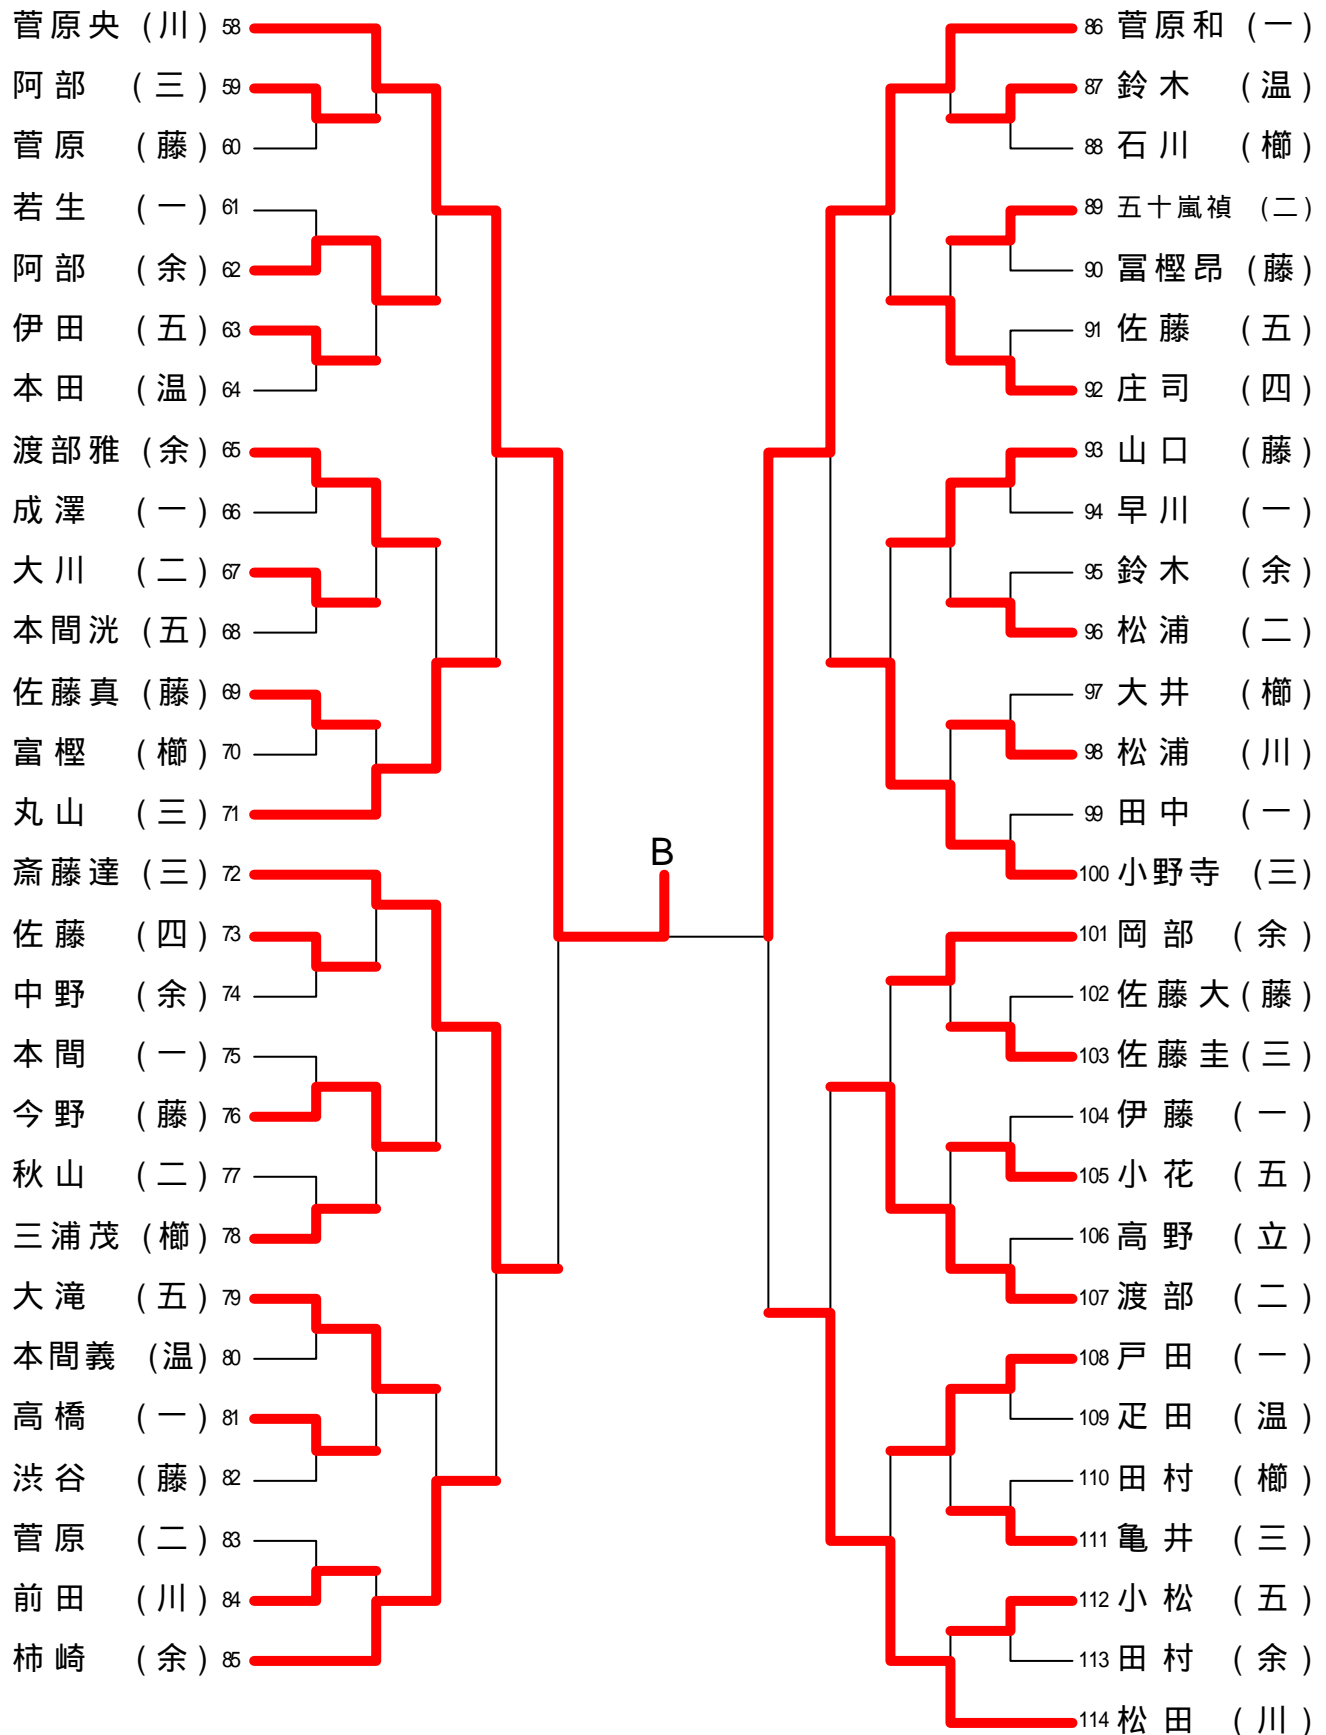 菅原央 (川) 58
阿部 (三) 59
菅原 (藤) 60
若生 (一) 61
阿部 (余) 62
伊田 (五) 63
本田 (温) 64
渡部雅 (余) 65
成澤 (一) 66
大川 (二) 67
本間洸 (五) 68
佐藤真 (藤) 69
富樫 (櫛) 70
丸山 (三) 71
斎藤達 (三) 72
佐藤 (四) 73
中野 (余) 74
本間 (一) 75
今野 (藤) 76
秋山 (二) 77
三浦茂 (櫛) 78
大滝 (五) 79
本間義 (温) 80
高橋 (一) 81
渋谷 (藤) 82
菅原 (二) 83
前田 (川) 84
柿崎 (余) 85
B
86 菅原和 (一)
87 鈴木 (温)
88 石川 (櫛)
89 五十嵐禎 (二)
90 冨樫昂 (藤)
91 佐藤 (五)
92 庄司 (四)
93 山口 (藤)
94 早川 (一)
95 鈴木 (余)
96 松浦 (二)
97 大井 (櫛)
98 松浦 (川)
99 田中 (一)
100 小野寺 (三)
101 岡部 (余)
102 佐藤大 (藤)
103 佐藤圭 (三)
104 伊藤 (一)
105 小花 (五)
106 高野 (立)
107 渡部 (二)
108 戸田 (一)
109 疋田 (温)
110 田村 (櫛)
111 亀井 (三)
112 小松 (五)
113 田村 (余)
114 松田 (川)